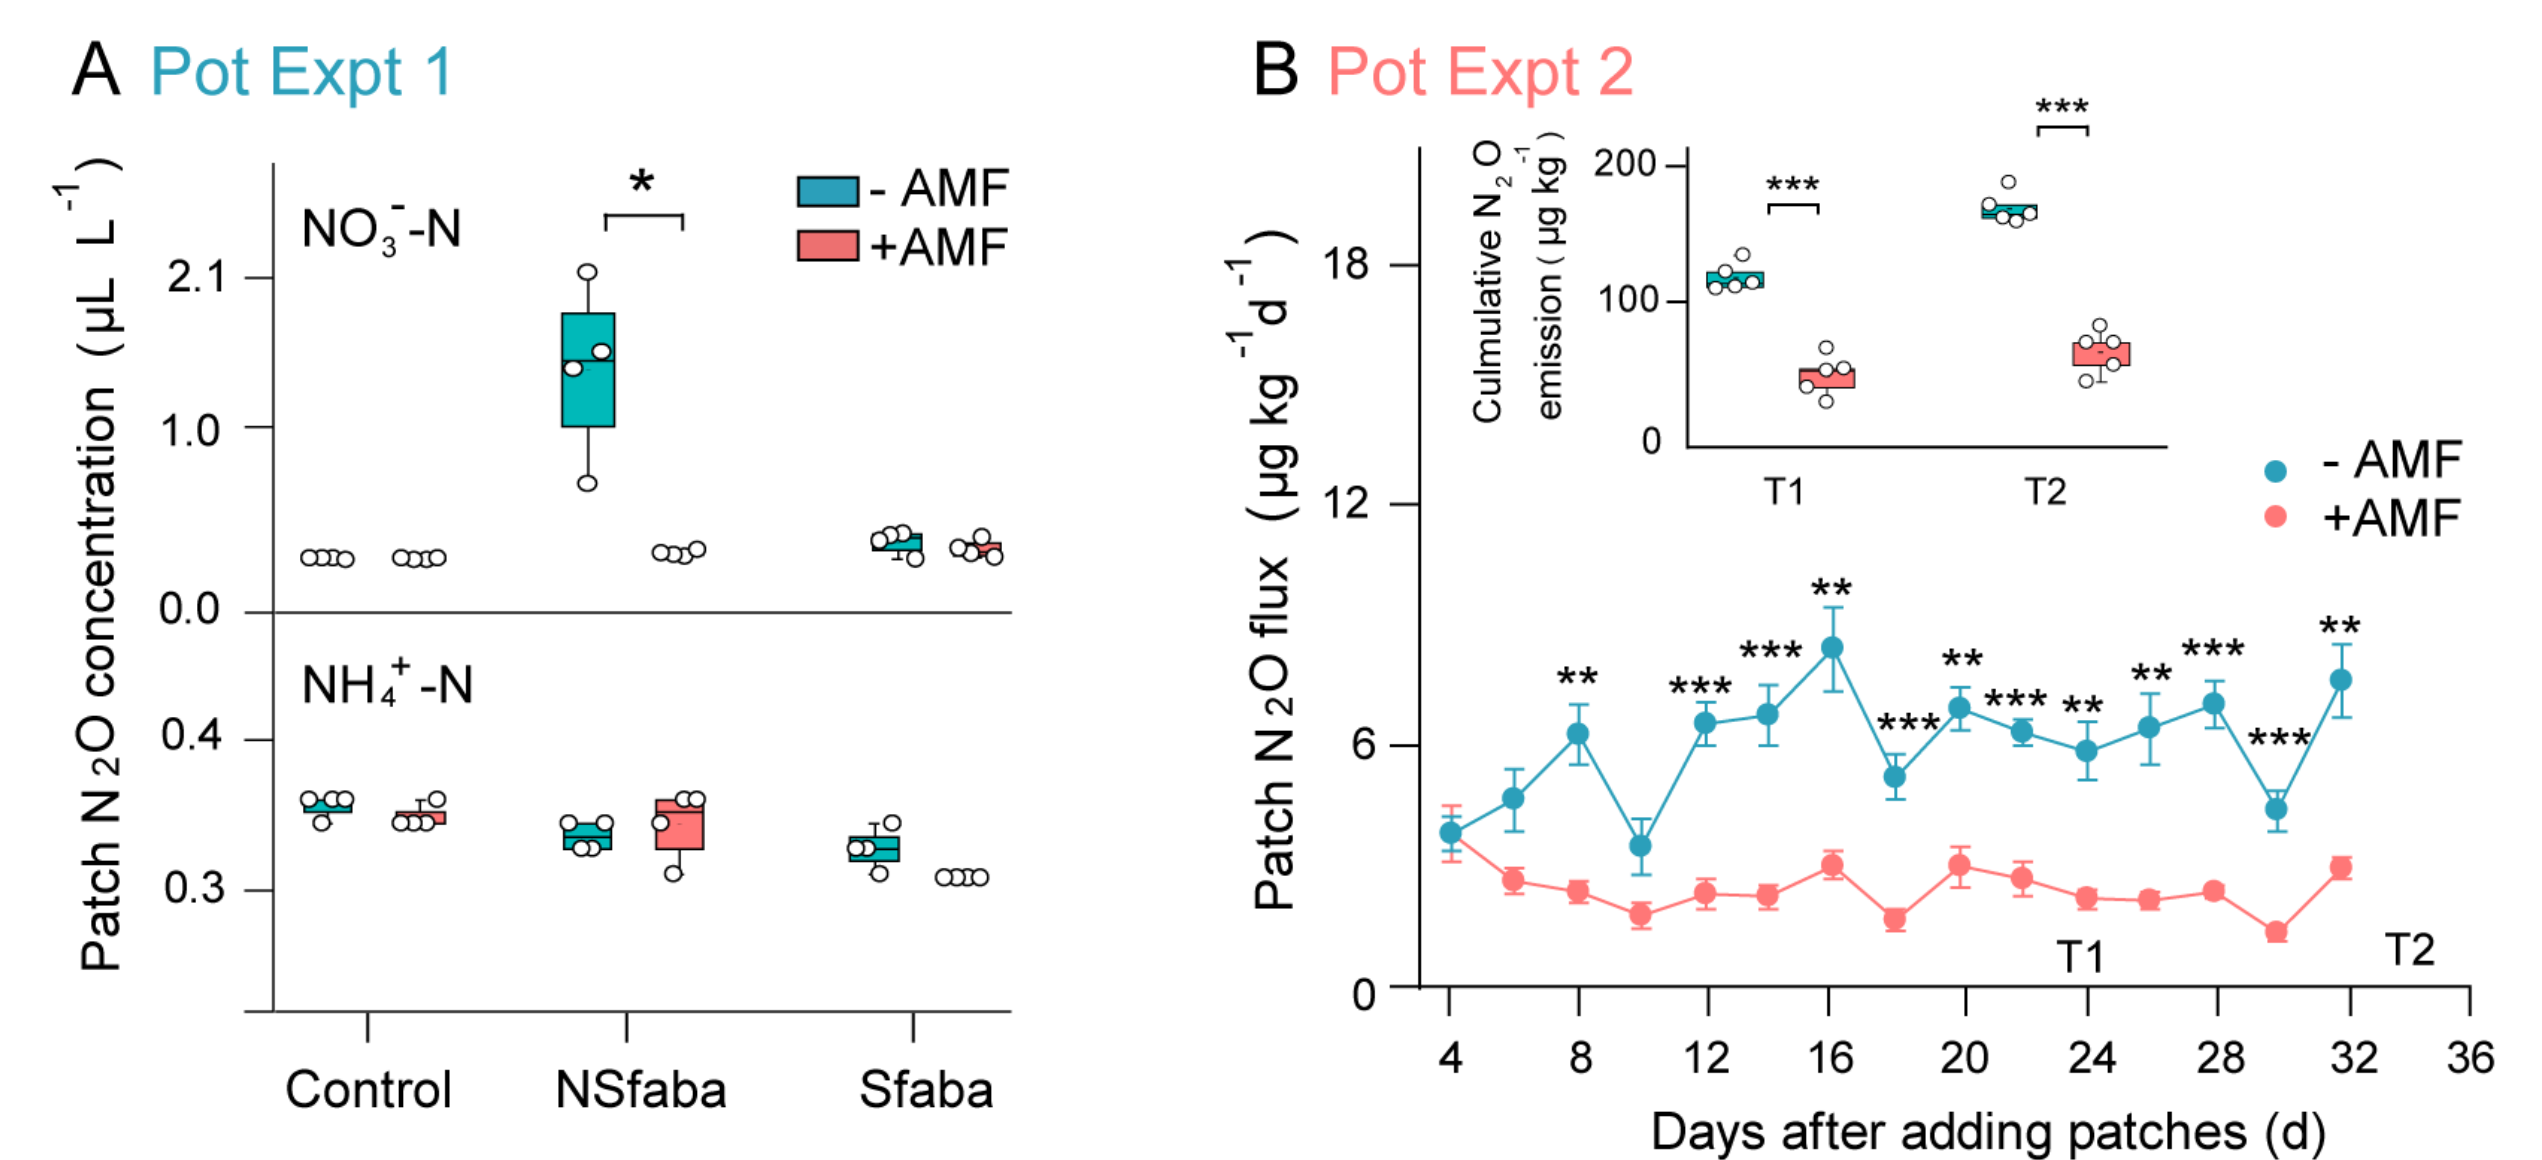 A Pot Expt 1
Patch N₂O concentration (µL L⁻¹)
NO₃⁻-N
*
- AMF
+AMF
2.1
1.0
0.0
NH₄⁺-N
0.4
0.3
Control NSfaba Sfaba
B Pot Expt 2
Patch N₂O flux (µg kg⁻¹d⁻¹)
18
12
6
0
Culmulative N₂O
emission ( µg kg⁻¹)
200
100
0
***
***
T1 T2
- AMF
+AMF
**
***
***
**
***
**
***
**
**
***
***
**
T1 T2
4 8 12 16 20 24 28 32 36
Days after adding patches (d)